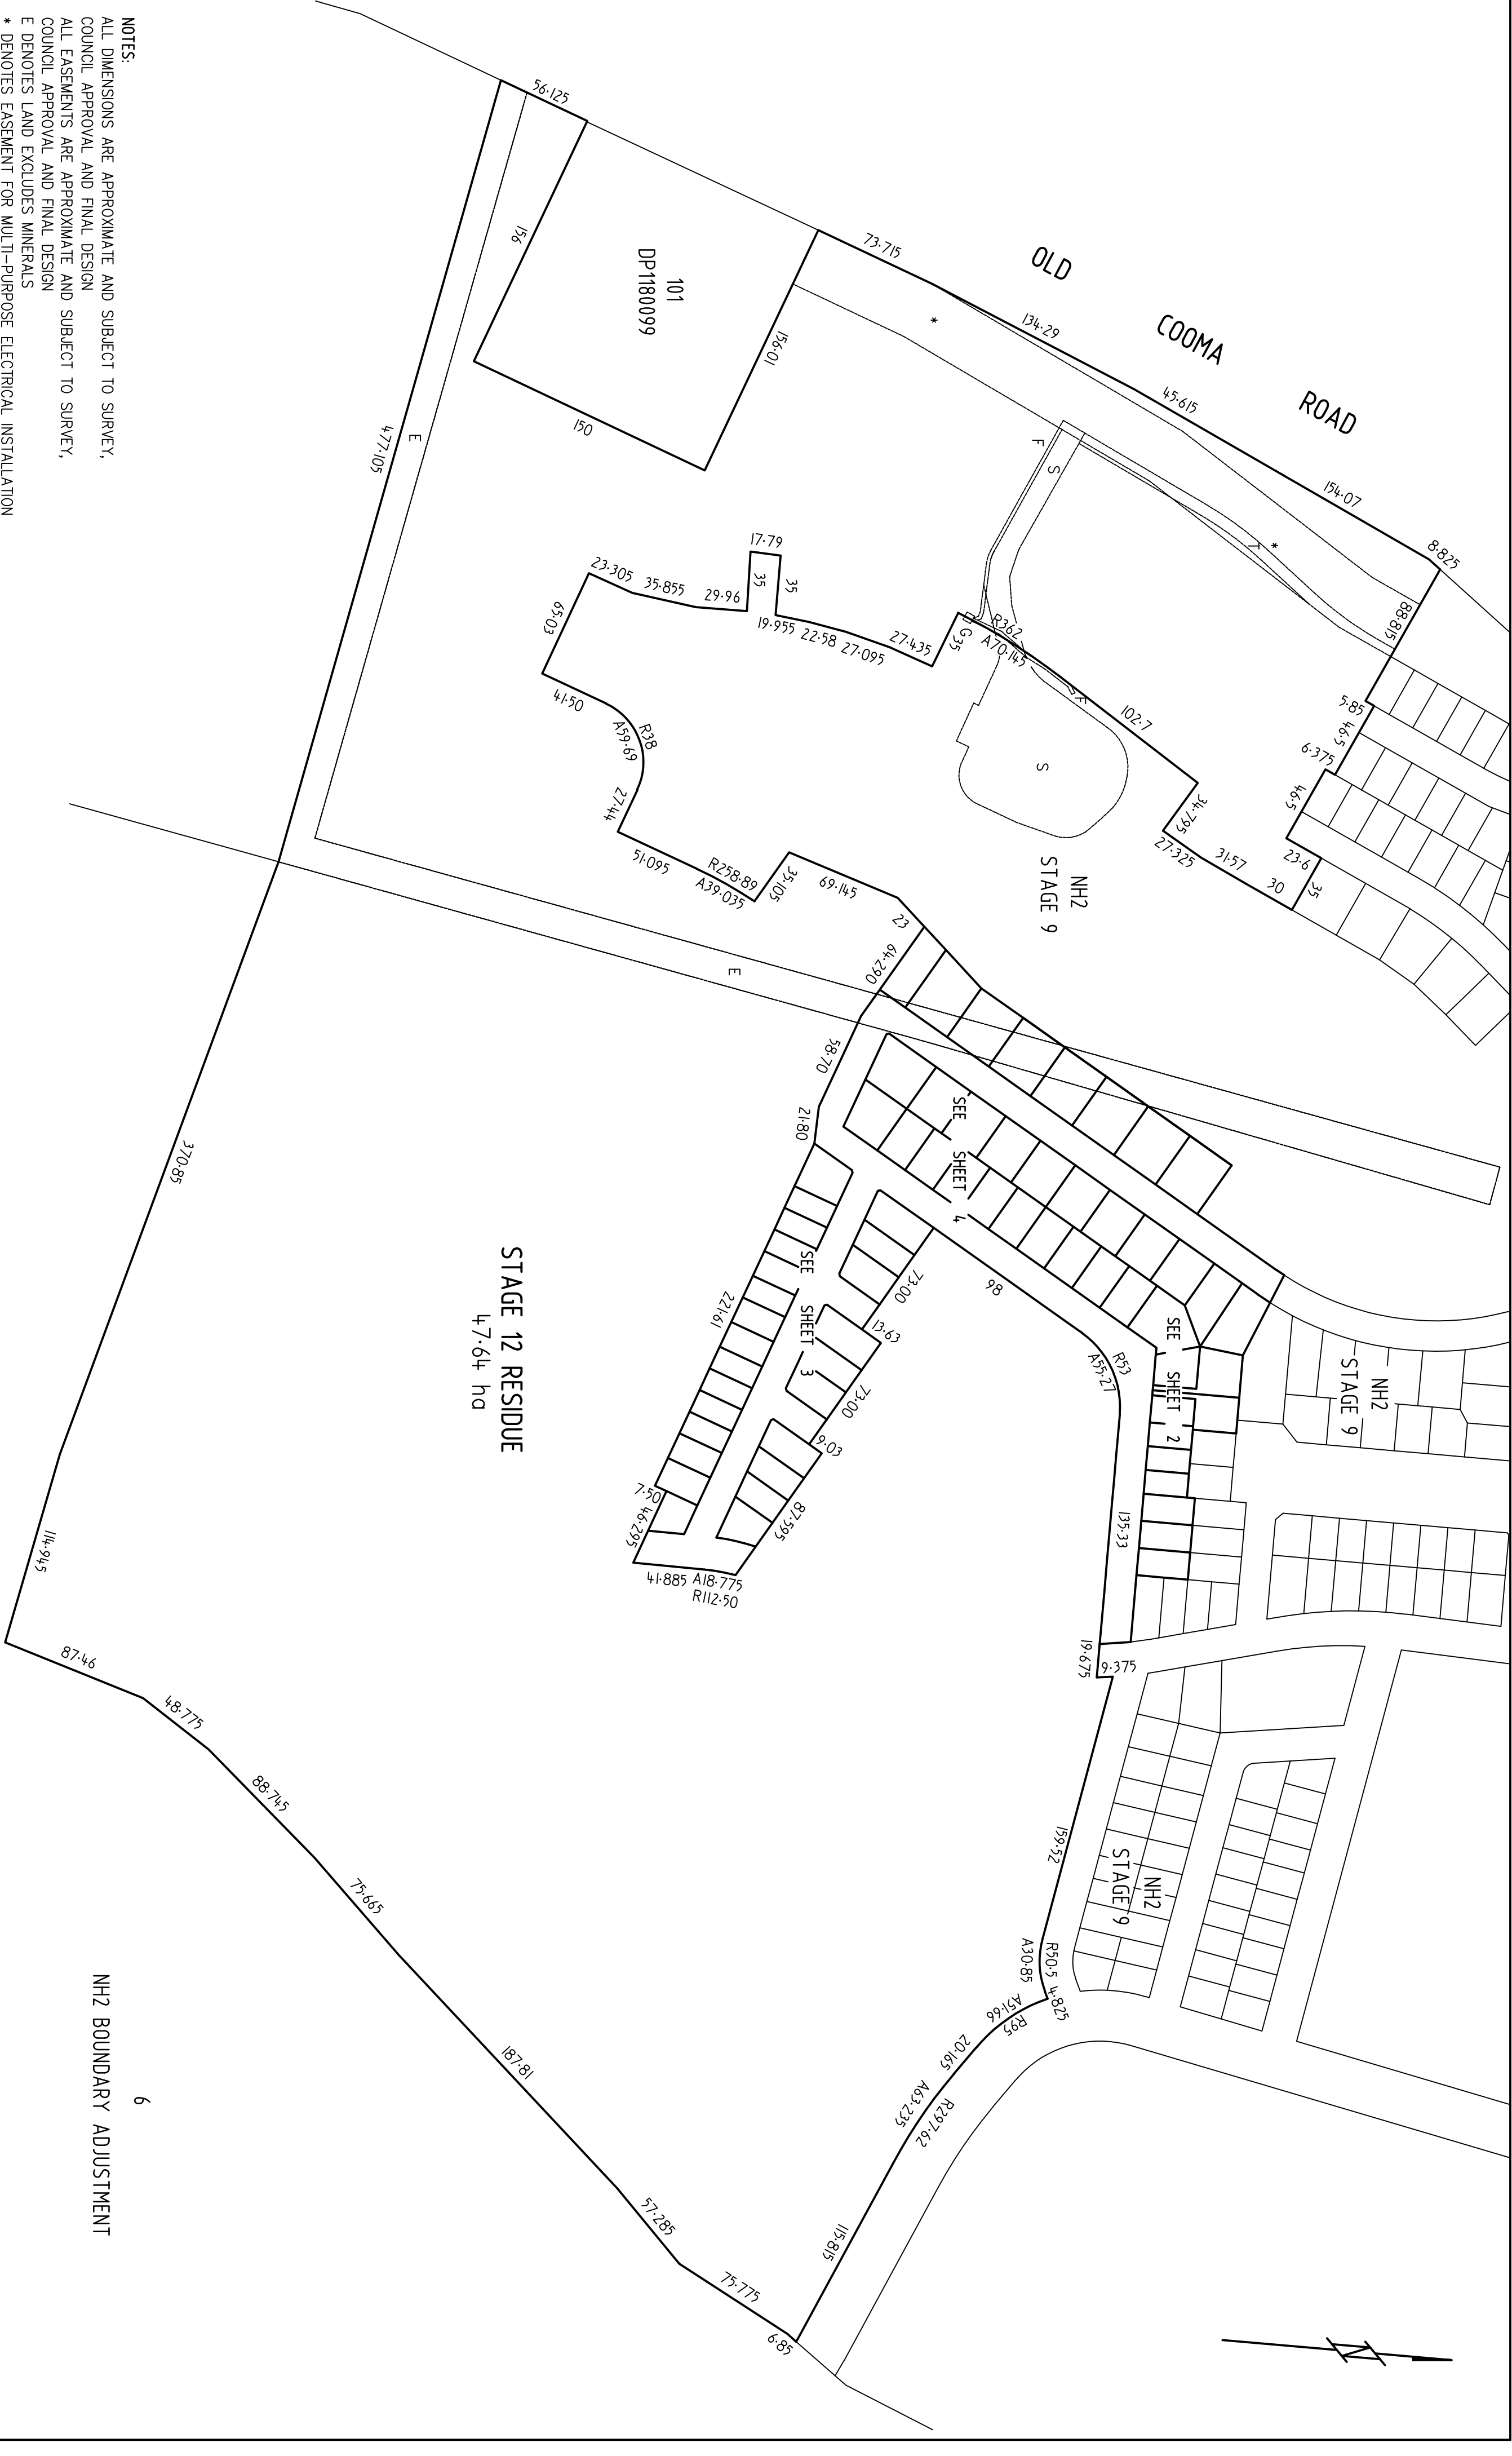 NOTES:
ALL DIMENSIONS ARE APPROXIMATE AND SUBJECT TO SURVEY,
COUNCIL APPROVAL AND FINAL DESIGN
ALL EASEMENTS ARE APPROXIMATE AND SUBJECT TO SURVEY,
COUNCIL APPROVAL AND FINAL DESIGN
E DENOTES LAND EXCLUDES MINERALS
* DENOTES EASEMENT FOR MULTI-PURPOSE ELECTRICAL INSTALLATION
OLD
COOMA
ROAD
56·125
156
101
DP1180099
156·01
150
73·715
134·29
45·615
154·07
8·825
88·815
5·85
46·5
6·375
46·5
23·6
35
30
31·57
27·325
34·795
102·7
R362
A70·145
G
35
27·435
27·095
22·58
19·955
35
35
17·79
29·96
35·855
23·305
65·03
41·50
R38
A59·69
27·44
51·095
R258·89
A39·035
35·105
69·145
23
64·290
58·70
21·80
*
*
T
F
S
F
S
E
E
477·105
370·85
114·945
NH2
STAGE 9
SEE
SHEET
4
SEE
SHEET
3
SEE
SHEET
2
NH2
STAGE 9
NH2
STAGE 9
98
73·00
13·63
73·00
9·03
87·595
221·61
7·50
46·295
41·885
A18·775
R112·50
R53
A55·27
135·33
19·675
9·375
159·52
R50·5
A30·85
4·825
A51·66
R95
20·165
A63·235
R297·62
115·815
6·85
75·775
57·285
187·81
75·665
88·745
48·775
87·46
STAGE 12 RESIDUE
47·64 ha
6
NH2 BOUNDARY ADJUSTMENT